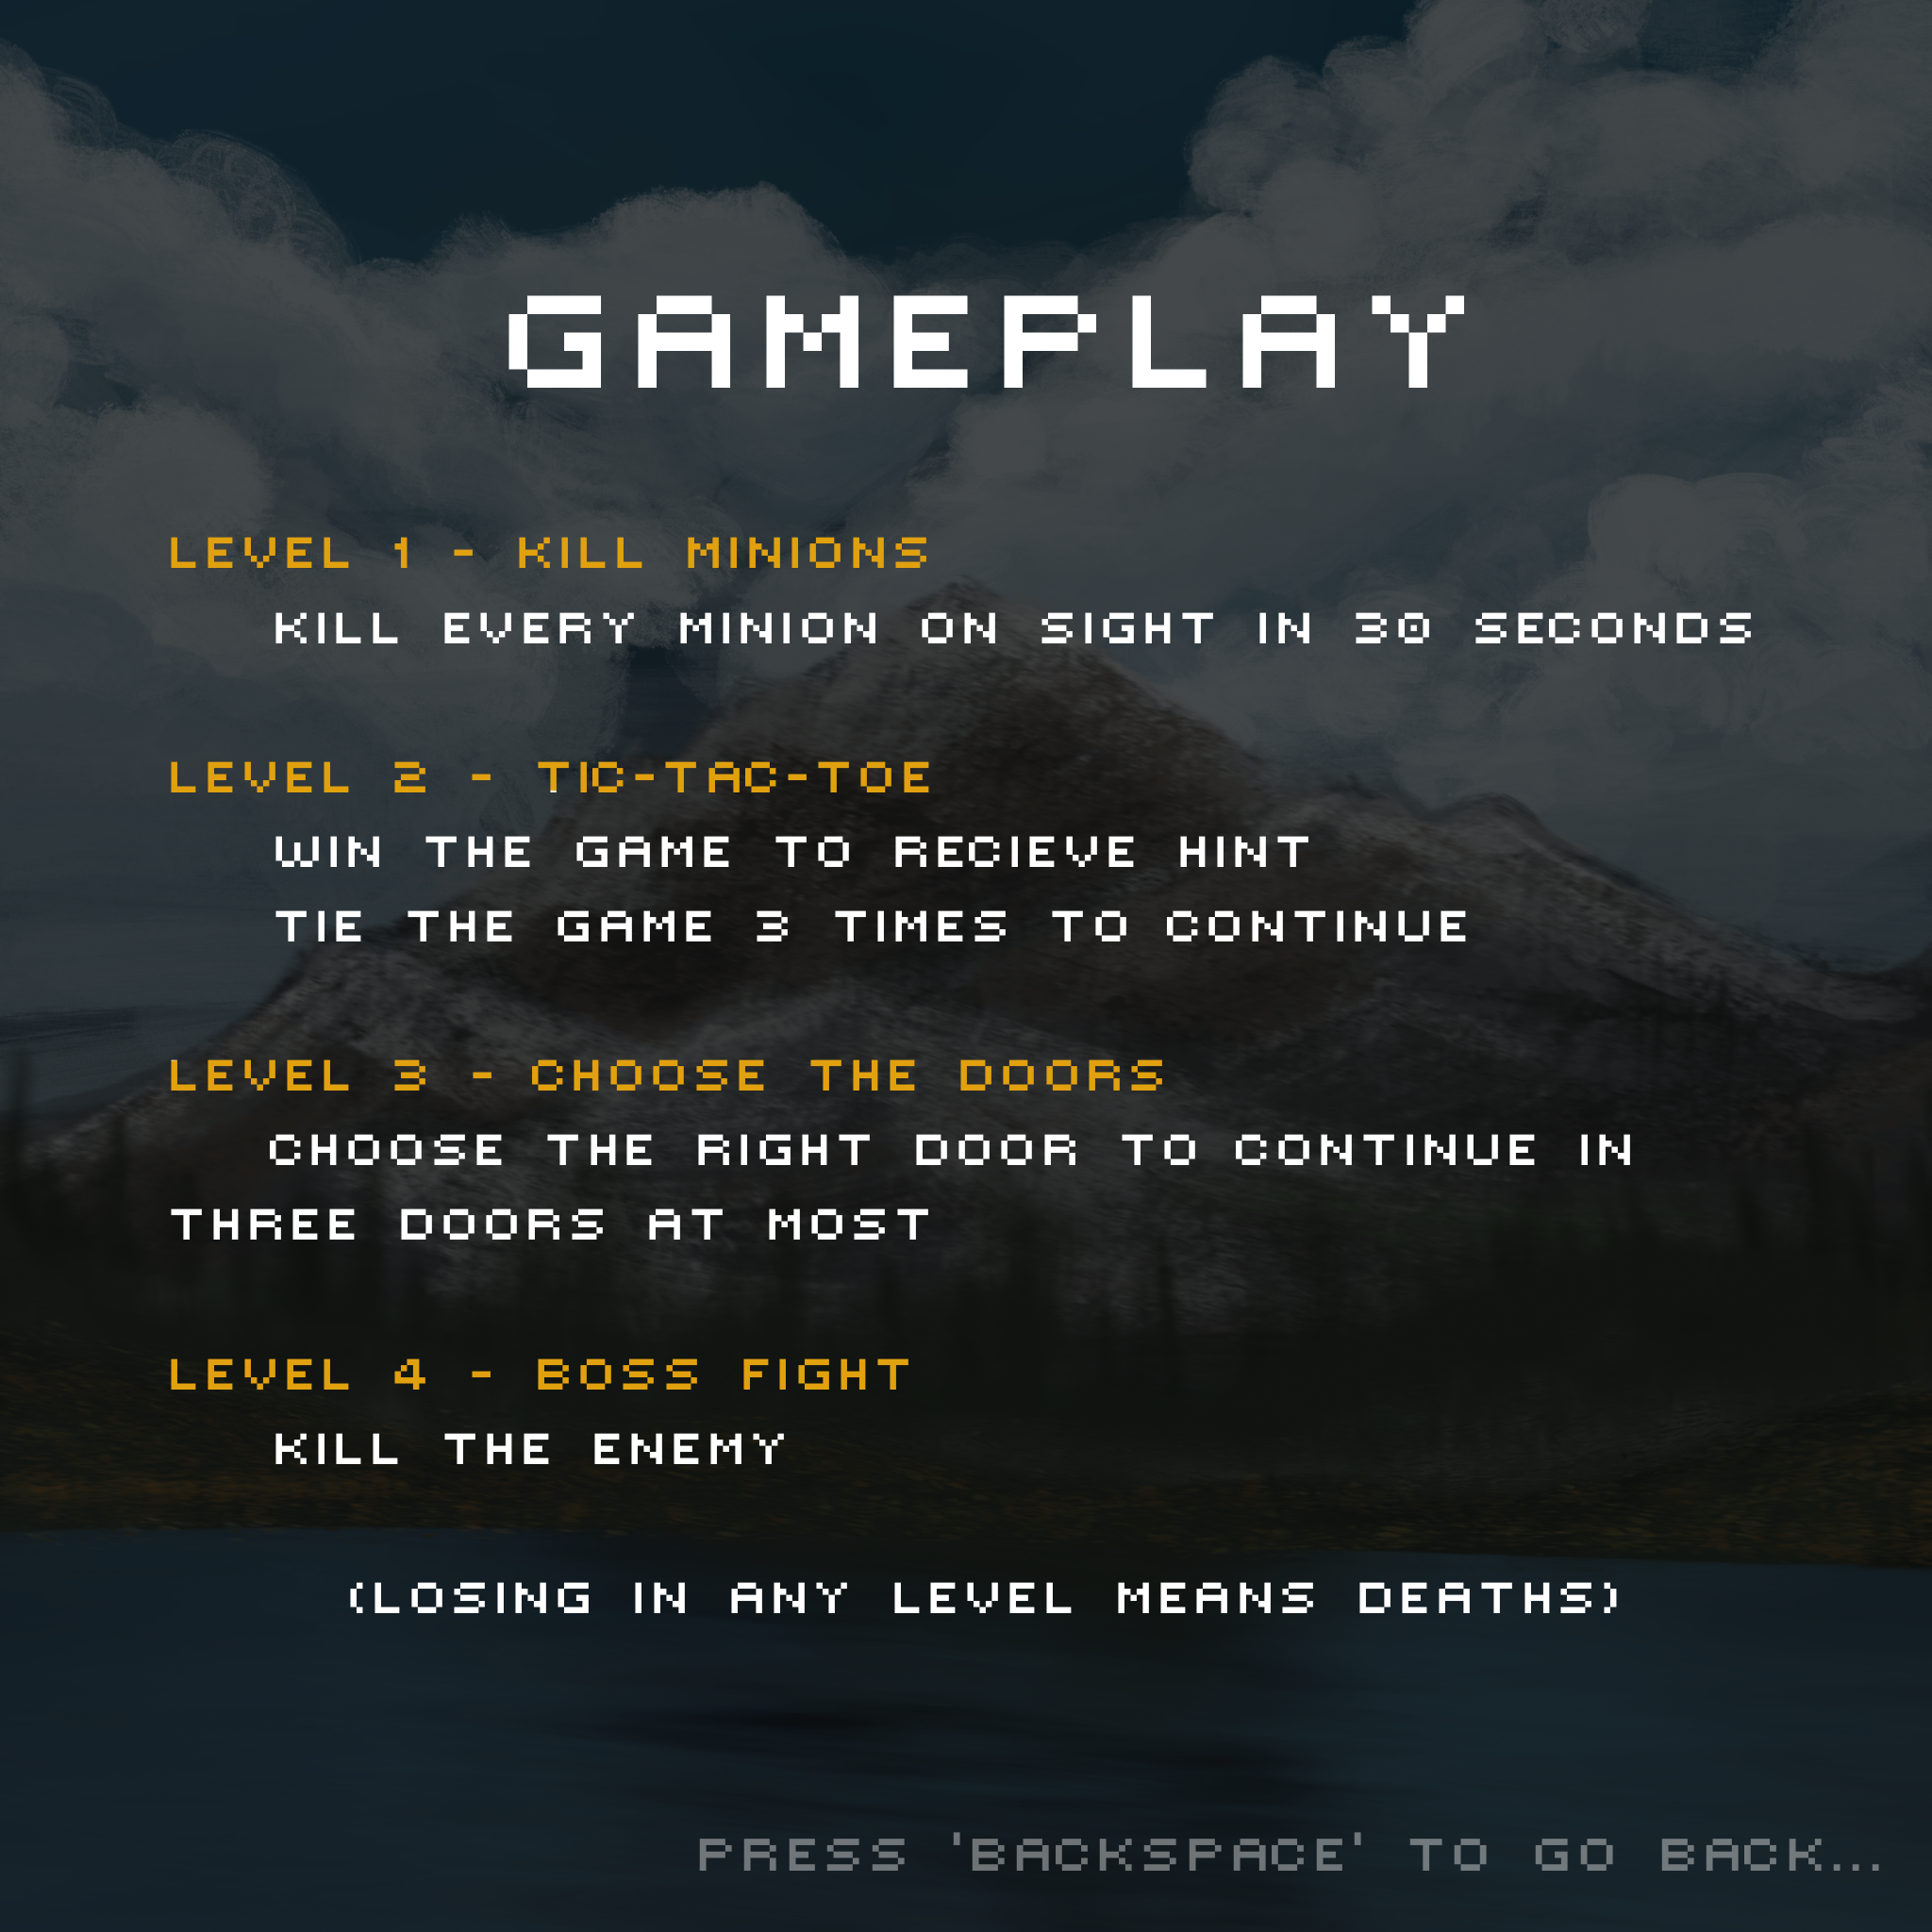 GAMEPLAY
LEVEL 1 - KILL MINIONS
KILL EVERY MINION ON SIGHT IN 30 SECONDS
LEVEL 2 - TIC-TAC-TOE
WIN THE GAME TO RECIEVE HINT
TIE THE GAME 3 TIMES TO CONTINUE
LEVEL 3 - CHOOSE THE DOORS
CHOOSE THE RIGHT DOOR TO CONTINUE IN
THREE DOORS AT MOST
LEVEL 4 - BOSS FIGHT
KILL THE ENEMY
(LOSING IN ANY LEVEL MEANS DEATHS)
PRESS 'BACKSPACE' TO GO BACK...